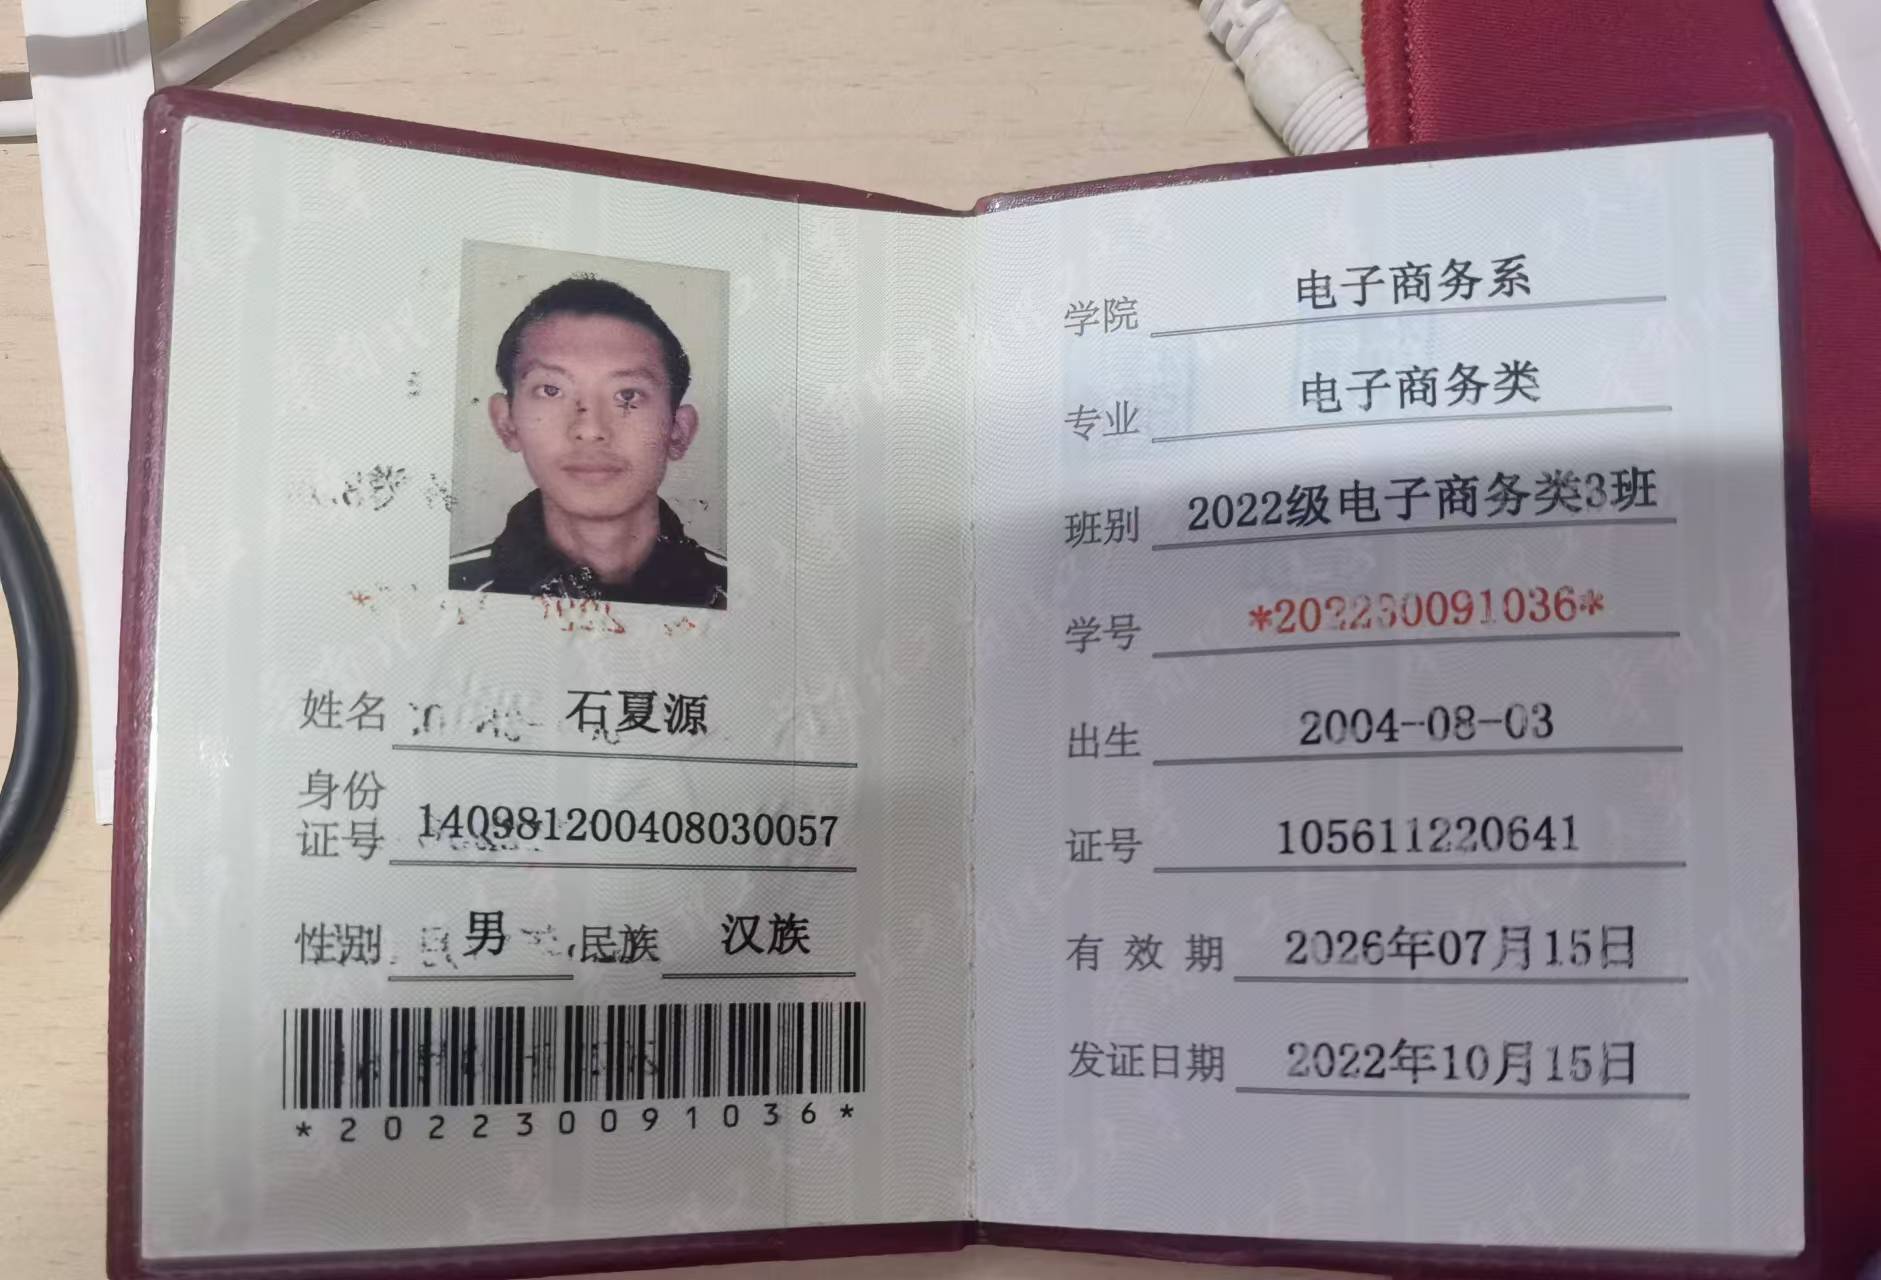 姓名 石夏源
身份
证号 140981200408030057
性别 男 民族 汉族
*202230091036*
学院 电子商务系
专业 电子商务类
班别 2022级电子商务类3班
学号 *202230091036*
出生 2004-08-03
证号 105611220641
有效期 2026年07月15日
发证日期 2022年10月15日